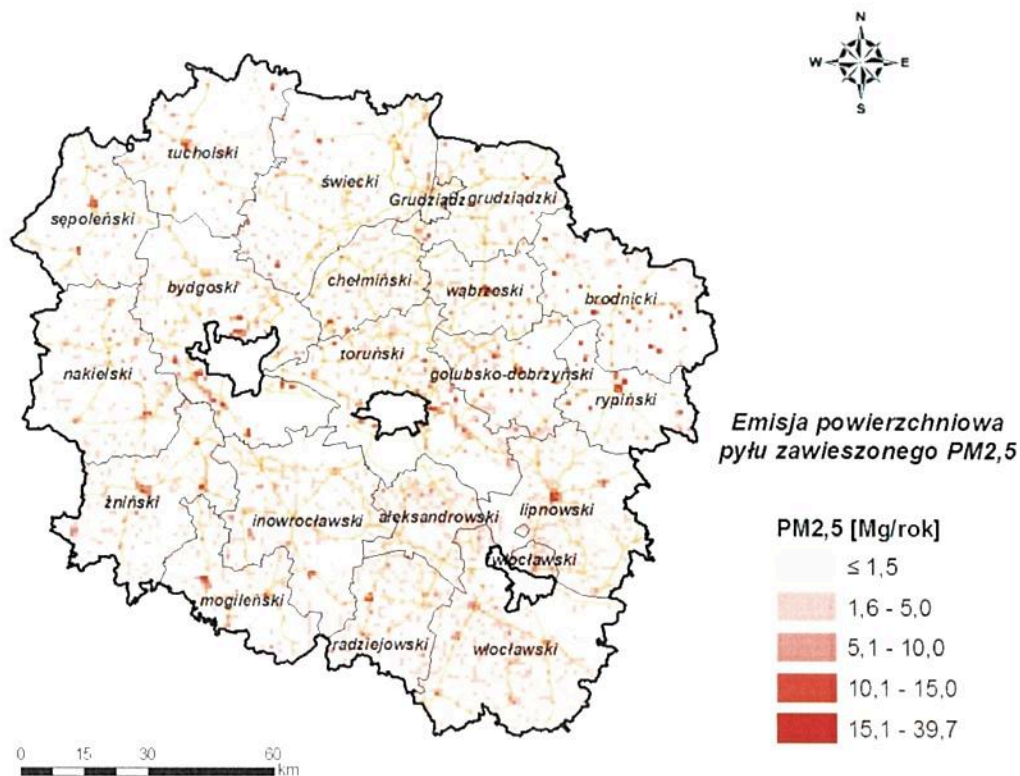 N
W E
S
tucholski
świecki
Grudziądz grudziądzki
sępoleński
bydgoski
chełmiński
wąbrzeski
brodnicki
toruński
nakielski
golubsko-dobrzyński
rypiński
Emisja powierzchniowa
pyłu zawieszonego PM2,5
żniński
inowrocławski
aleksandrowski
lipnowski
PM2,5 [Mg/rok]
≤ 1,5
włocławski
mogileński
1,6 - 5,0
radziejowski
włocławski
5,1 - 10,0
10,1 - 15,0
15,1 - 39,7
0 15 30 60
km